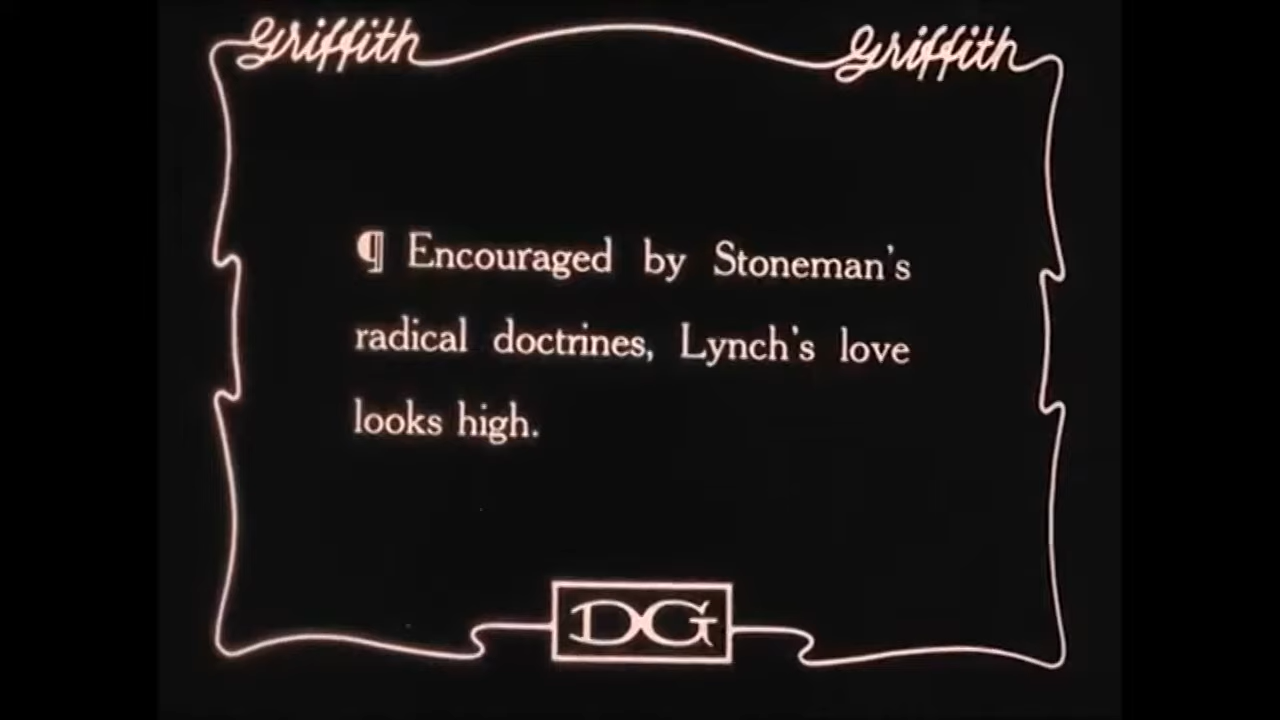 Griffith Griffith
¶ Encouraged by Stoneman's
radical doctrines, Lynch's love
looks high.
DG